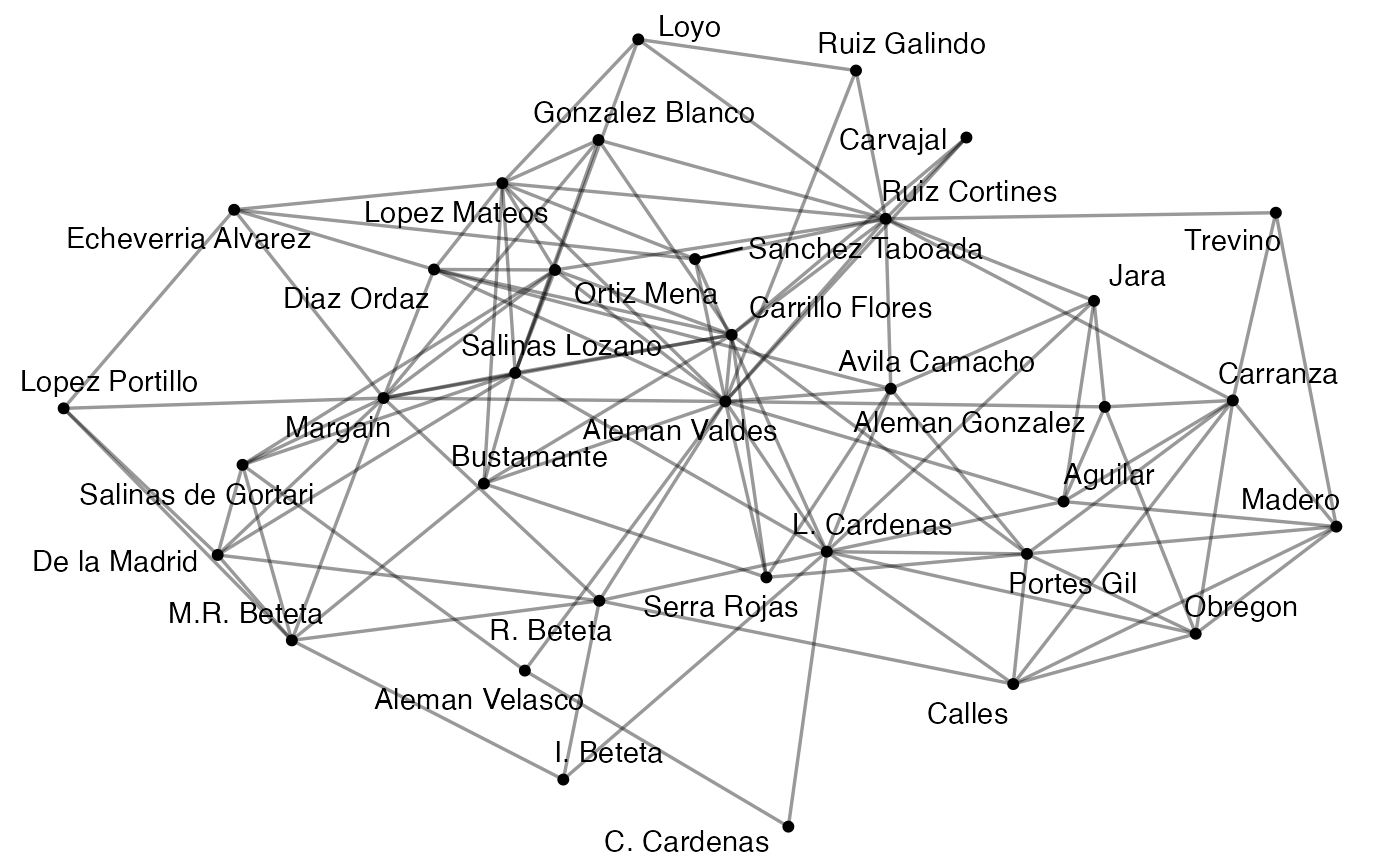 Loyo
Ruiz Galindo
Gonzalez Blanco
Carvajal
Ruiz Cortines
Lopez Mateos
Echeverria Alvarez
Trevino
Sanchez Taboada
Jara
Diaz Ordaz
Ortiz Mena
Carrillo Flores
Salinas Lozano
Avila Camacho
Lopez Portillo
Carranza
Margain
Aleman Valdes
Aleman Gonzalez
Bustamante
Aguilar
Salinas de Gortari
Madero
L. Cardenas
De la Madrid
Portes Gil
M.R. Beteta
Serra Rojas
Obregon
R. Beteta
Aleman Velasco
Calles
I. Beteta
C. Cardenas